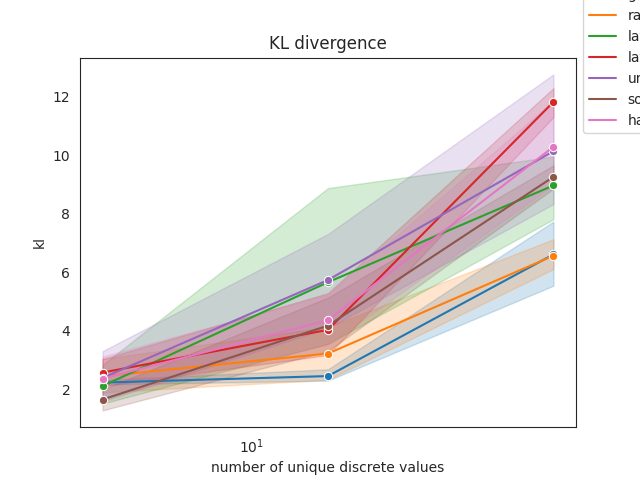 KL divergence
ra
la
la
un
sc
ha
12
10
8
6
4
2
kl
10¹
number of unique discrete values